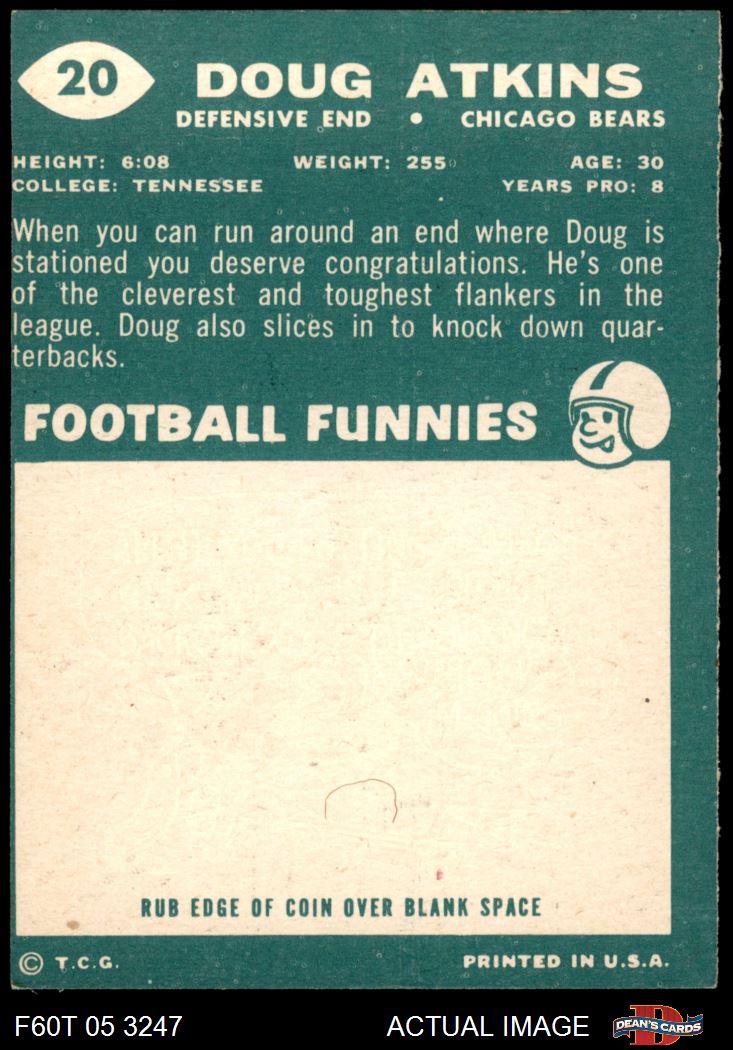 20
DOUG ATKINS
DEFENSIVE END • CHICAGO BEARS
HEIGHT: 6:08 WEIGHT: 255 AGE: 30
COLLEGE: TENNESSEE YEARS PRO: 8
When you can run around an end where Doug is
stationed you deserve congratulations. He's one
of the cleverest and toughest flankers in the
league. Doug also slices in to knock down quar-
terbacks.
FOOTBALL FUNNIES
RUB EDGE OF COIN OVER BLANK SPACE
© T.C.G. PRINTED IN U.S.A.
F60T 05 3247 ACTUAL IMAGE D DEAN'S CARDS